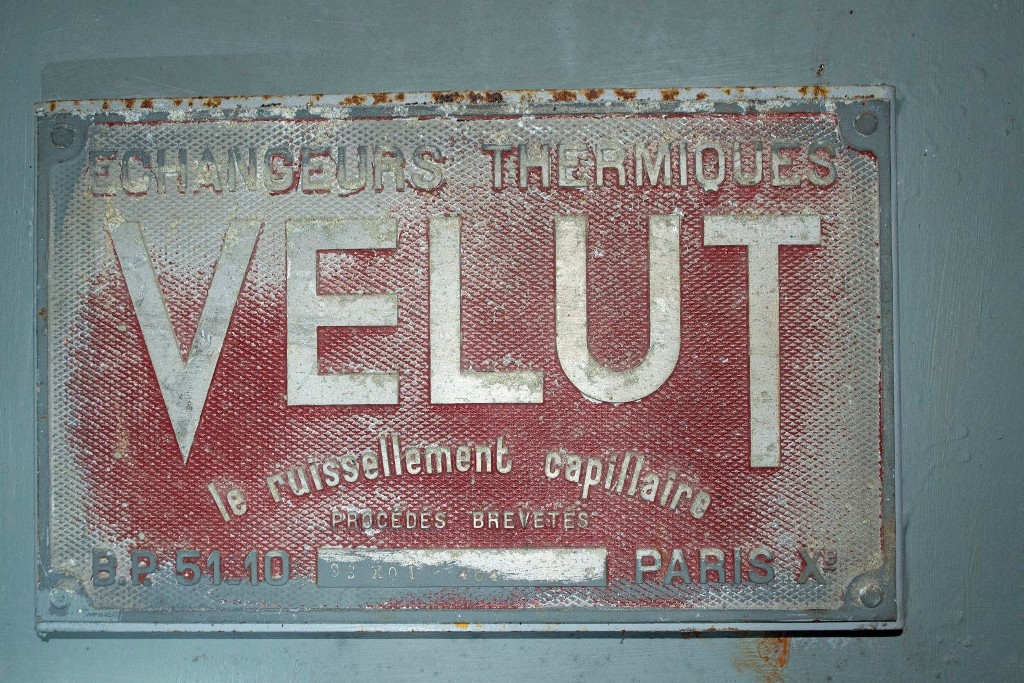 ECHANGEURS THERMIQUES
VELUT
le ruissellement capillaire
PROCÉDÉS BREVETÉS
B.P. 51-10 PARIS Xe